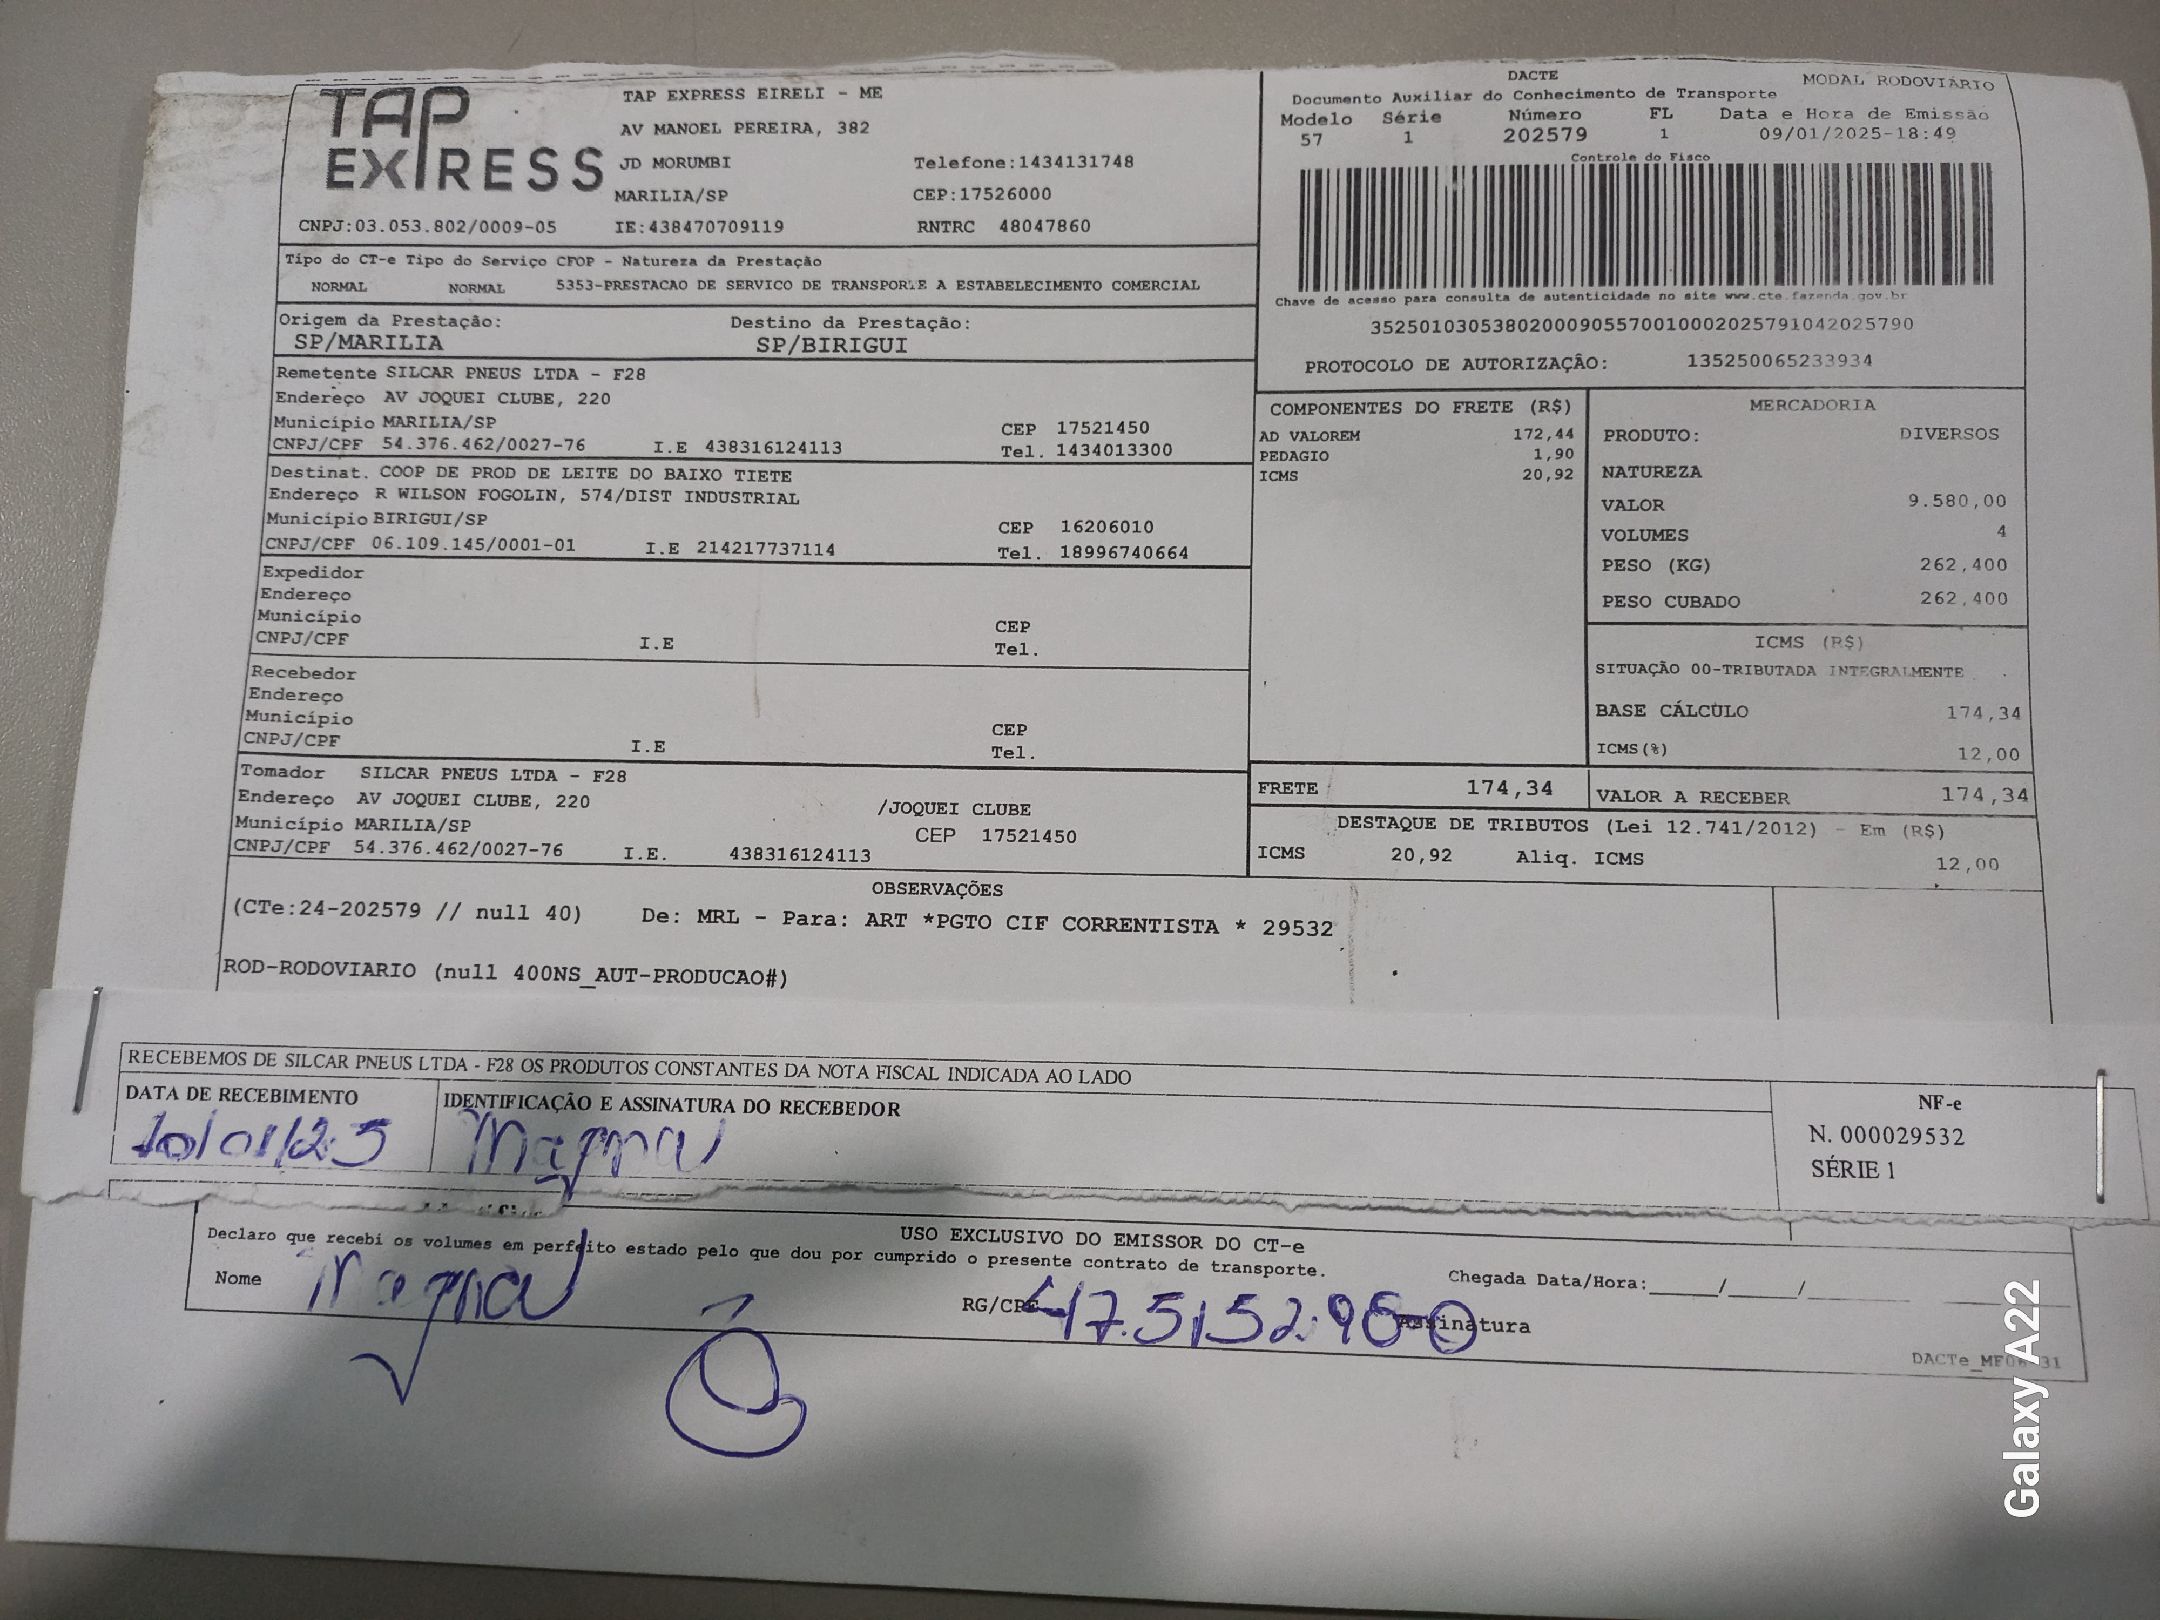 TAP EXPRESS
TAP EXPRESS EIRELI - ME
AV MANOEL PEREIRA, 382
JD MORUMBI Telefone:1434131748
MARILIA/SP CEP:17526000
CNPJ:03.053.802/0009-05 IE:438470709119 RNTRC 48047860
DACTE MODAL RODOVIÁRIO
Documento Auxiliar do Conhecimento de Transporte
Modelo Série Número FL Data e Hora de Emissão
57 1 202579 1 09/01/2025-18:49
Controle do Fisco
Chave de acesso para consulta de autenticidade no site www.cte.fazenda.gov.br
35250103053802000905570010002025791042025790
PROTOCOLO DE AUTORIZAÇÃO: 135250065233934
Tipo do CT-e Tipo do Serviço CFOP - Natureza da Prestação
NORMAL NORMAL 5353-PRESTACAO DE SERVICO DE TRANSPORTE A ESTABELECIMENTO COMERCIAL
Origem da Prestação: Destino da Prestação:
SP/MARILIA SP/BIRIGUI
Remetente SILCAR PNEUS LTDA - F28
Endereço AV JOQUEI CLUBE, 220
Município MARILIA/SP CEP 17521450
CNPJ/CPF 54.376.462/0027-76 I.E 438316124113 Tel. 1434013300
Destinat. COOP DE PROD DE LEITE DO BAIXO TIETE
Endereço R WILSON FOGOLIN, 574/DIST INDUSTRIAL
Município BIRIGUI/SP CEP 16206010
CNPJ/CPF 06.109.145/0001-01 I.E 214217737114 Tel. 18996740664
Expedidor
Endereço
Município CEP
CNPJ/CPF I.E Tel.
Recebedor
Endereço
Município CEP
CNPJ/CPF I.E Tel.
Tomador SILCAR PNEUS LTDA - F28
Endereço AV JOQUEI CLUBE, 220 /JOQUEI CLUBE
Município MARILIA/SP CEP 17521450
CNPJ/CPF 54.376.462/0027-76 I.E. 438316124113
COMPONENTES DO FRETE (R$)
AD VALOREM 172,44
PEDAGIO 1,90
ICMS 20,92
MERCADORIA
PRODUTO: DIVERSOS
NATUREZA
VALOR 9.580,00
VOLUMES 4
PESO (KG) 262,400
PESO CUBADO 262,400
ICMS (R$)
SITUAÇÃO 00-TRIBUTADA INTEGRALMENTE
BASE CÁLCULO 174,34
ICMS(%) 12,00
FRETE 174,34 VALOR A RECEBER 174,34
DESTAQUE DE TRIBUTOS (Lei 12.741/2012) - Em (R$)
ICMS 20,92 Aliq. ICMS 12,00
OBSERVAÇÕES
(CTe:24-202579 // null 40) De: MRL - Para: ART *PGTO CIF CORRENTISTA * 29532
ROD-RODOVIARIO (null 400NS_AUT-PRODUCAO#)
RECEBEMOS DE SILCAR PNEUS LTDA - F28 OS PRODUTOS CONSTANTES DA NOTA FISCAL INDICADA AO LADO
DATA DE RECEBIMENTO IDENTIFICAÇÃO E ASSINATURA DO RECEBEDOR
10/01/25 Magna
NF-e
N. 000029532
SÉRIE 1
USO EXCLUSIVO DO EMISSOR DO CT-e
Declaro que recebi os volumes em perfeito estado pelo que dou por cumprido o presente contrato de transporte.
Nome Magna Chegada Data/Hora:_____/_____/
RG/CPF Assinatura
Galaxy A22